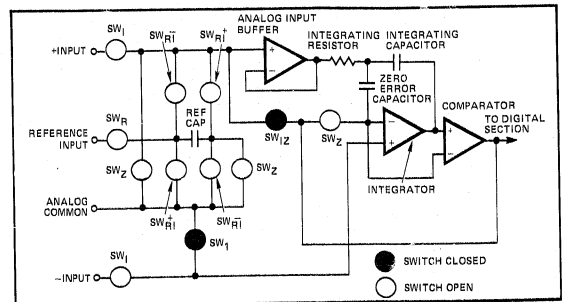 ANALOG INPUT
BUFFER
INTEGRATING
RESISTOR
INTEGRATING
CAPACITOR
+INPUT
SWI
SWRI-
SWRI+
ZERO
ERROR
CAPACITOR
COMPARATOR
TO DIGITAL
SECTION
REFERENCE
INPUT
SWR
REF
CAP
SWIZ
SWZ
INTEGRATOR
SWZ
SWZ
ANALOG
COMMON
SWRI+
SWRI-
SW1
~INPUT
SWI
SWITCH CLOSED
SWITCH OPEN
+
−
−
+
+
−